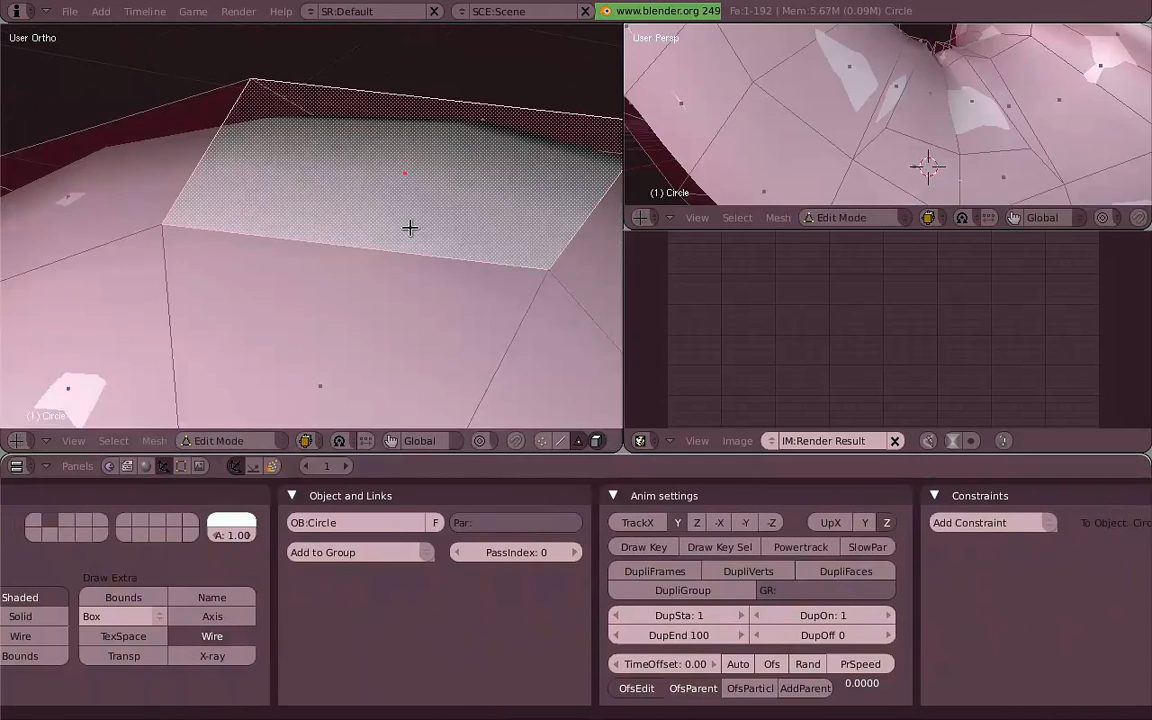 File Add Timeline Game Render Help SR:Default SCE:Scene www.blender.org 249 Fa:1-192 | Mem:5.67M (0.09M) Circle
User Ortho
User Persp
(1) Circle
View Select Mesh Edit Mode Global
(1) Circle
View Select Mesh Edit Mode Global
View Image IM:Render Result
Panels 1
Object and Links
Anim settings
Constraints
OB:Circle F Par:
TrackX Y Z -X -Y -Z UpX Y Z
Add Constraint To Object: Circ
A: 1.00
Add to Group PassIndex: 0
Draw Key Draw Key Sel Powertrack SlowPar
DupliFrames DupliVerts DupliFaces
Draw Extra
DupliGroup GR:
Shaded Bounds Name
Solid Box Axis
DupSta: 1 DupOn: 1
Wire TexSpace Wire
DupEnd 100 DupOff 0
Bounds Transp X-ray
TimeOffset: 0.00 Auto Ofs Rand PrSpeed
OfsEdit OfsParent OfsParticl AddParent 0.0000